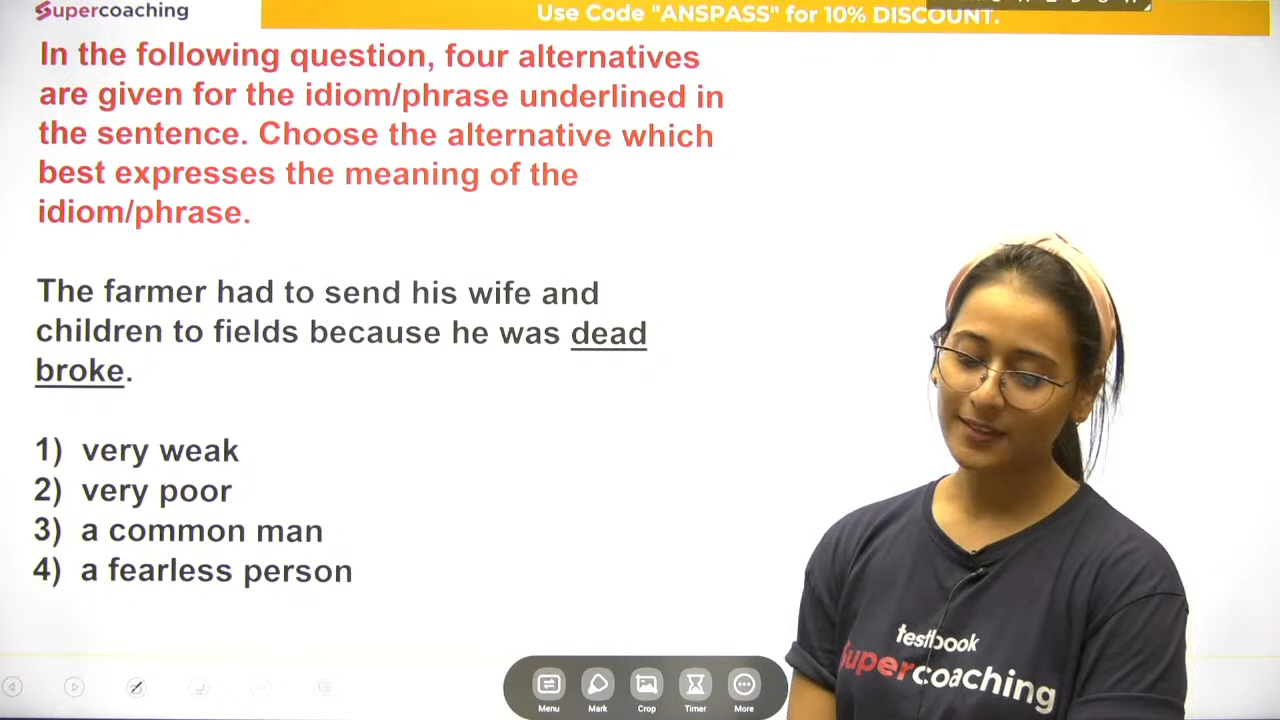 Supercoaching
Use Code "ANSPASS" for 10% DISCOUNT.
In the following question, four alternatives
are given for the idiom/phrase underlined in
the sentence. Choose the alternative which
best expresses the meaning of the
idiom/phrase.
The farmer had to send his wife and
children to fields because he was dead
broke.
1) very weak
2) very poor
3) a common man
4) a fearless person
testbook
Supercoaching
Menu
Mark
Crop
Timer
More